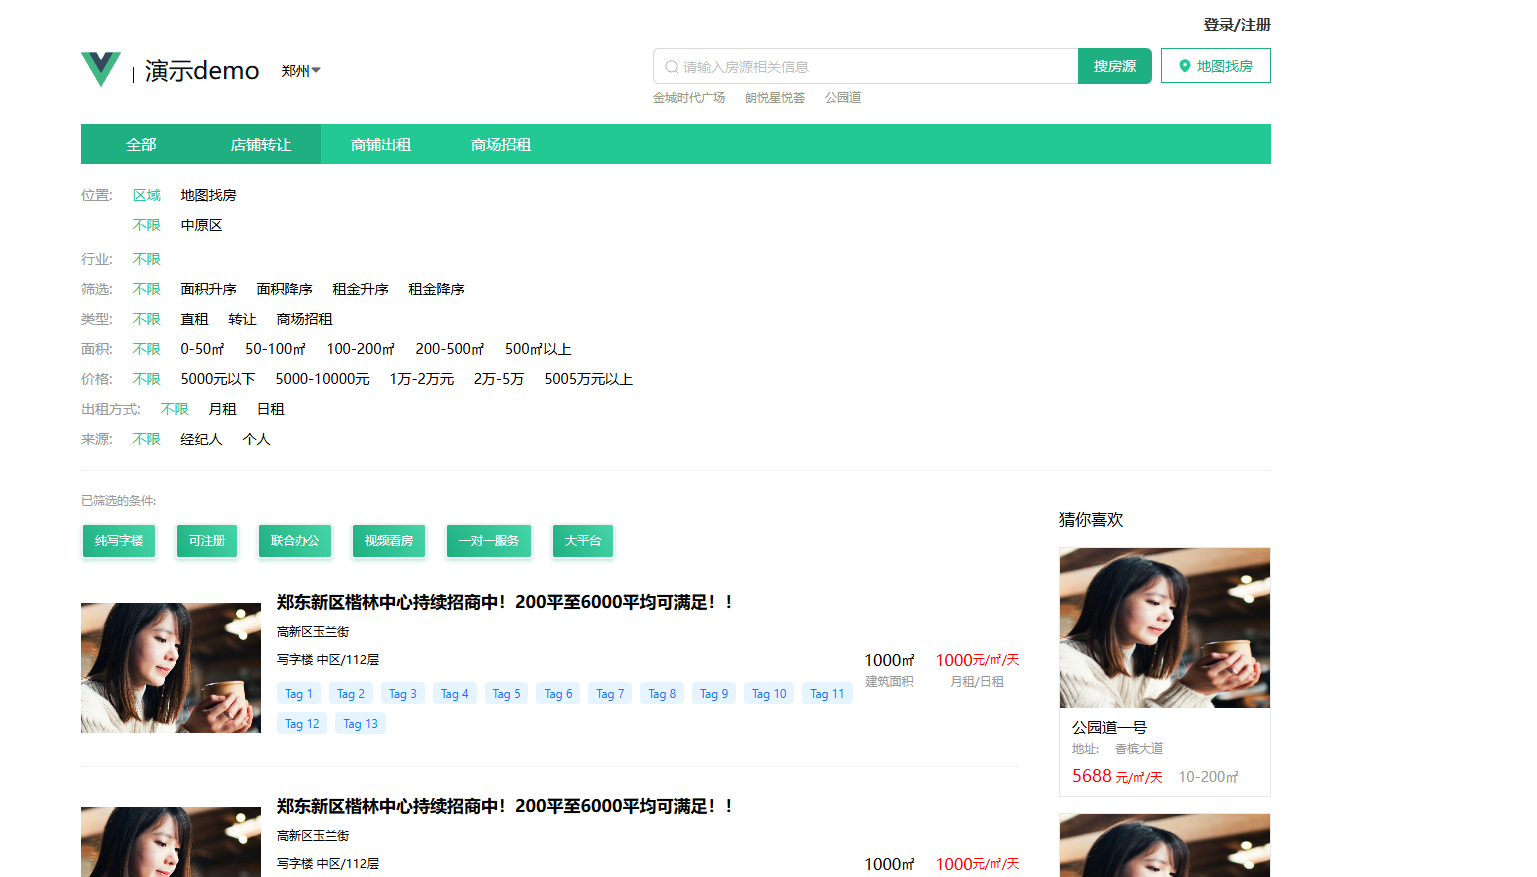 登录/注册
演示demo 郑州
请输入房源相关信息 搜房源 地图找房
金城时代广场 朗悦星悦荟 公园道
全部 店铺转让 商铺出租 商场招租
位置: 区域 地图找房
不限 中原区
行业: 不限
筛选: 不限 面积升序 面积降序 租金升序 租金降序
类型: 不限 直租 转让 商场招租
面积: 不限 0-50㎡ 50-100㎡ 100-200㎡ 200-500㎡ 500㎡以上
价格: 不限 5000元以下 5000-10000元 1万-2万元 2万-5万 5005万元以上
出租方式: 不限 月租 日租
来源: 不限 经纪人 个人
已筛选的条件:
纯写字楼 可注册 联合办公 视频看房 一对一服务 大平台
郑东新区楷林中心持续招商中！200平至6000平均可满足！！
高新区玉兰街
写字楼 中区/112层
Tag 1 Tag 2 Tag 3 Tag 4 Tag 5 Tag 6 Tag 7 Tag 8 Tag 9 Tag 10 Tag 11
Tag 12 Tag 13
1000㎡ 1000元/㎡/天
建筑面积 月租/日租
郑东新区楷林中心持续招商中！200平至6000平均可满足！！
高新区玉兰街
写字楼 中区/112层
1000㎡ 1000元/㎡/天
猜你喜欢
公园道一号
地址: 香槟大道
5688 元/㎡/天 10-200㎡